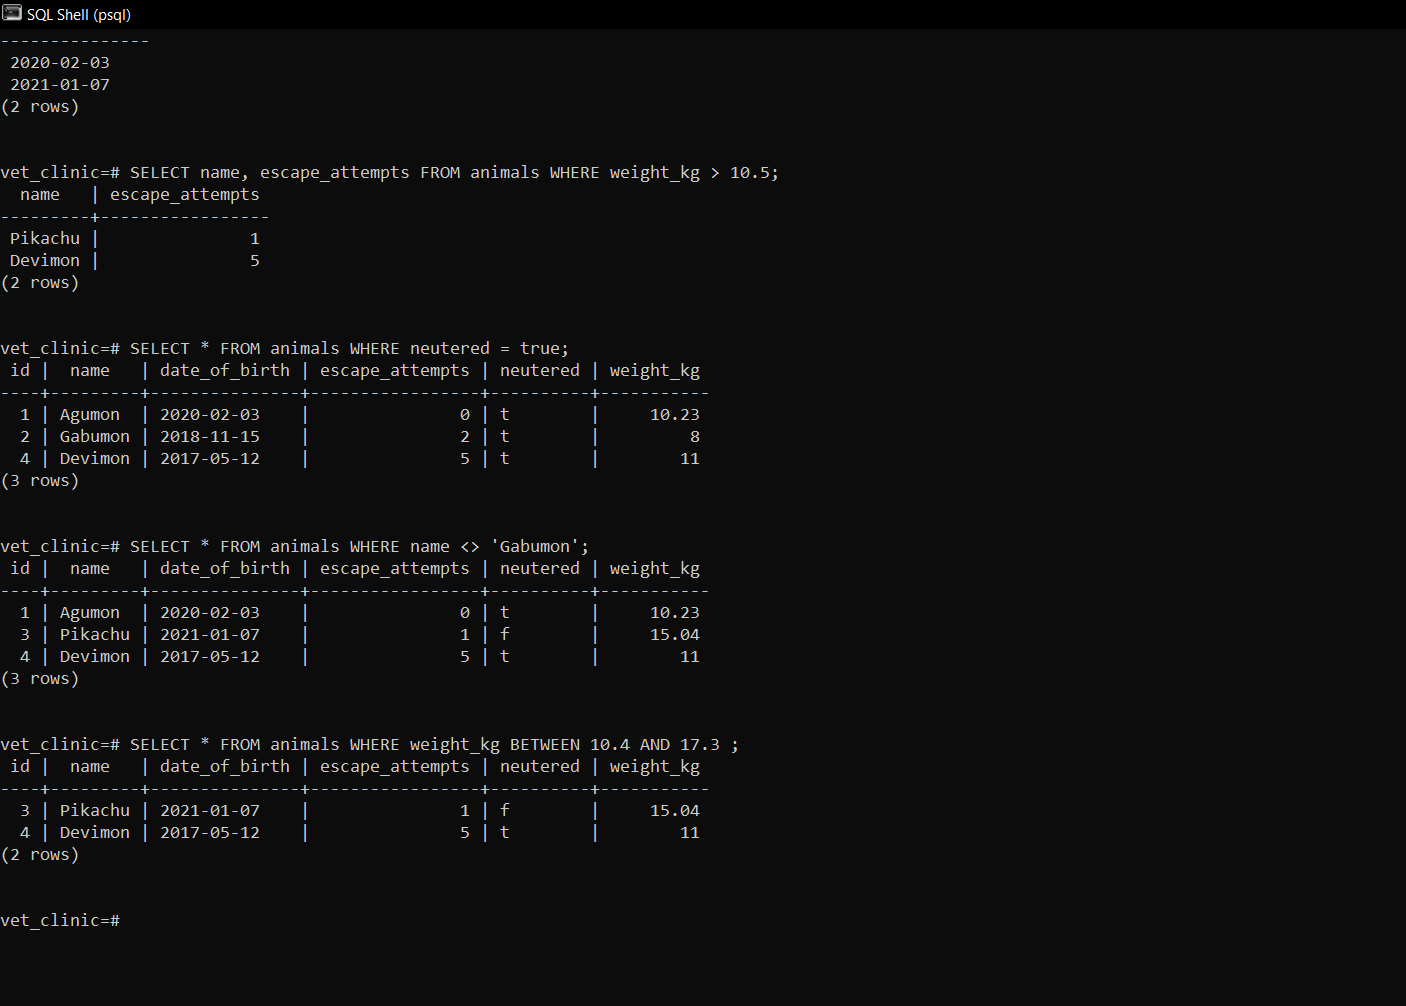 SQL Shell (psql)
---------------
 2020-02-03
 2021-01-07
(2 rows)
vet_clinic=# SELECT name, escape_attempts FROM animals WHERE weight_kg > 10.5;
  name   | escape_attempts
---------+-----------------
 Pikachu |               1
 Devimon |               5
(2 rows)
vet_clinic=# SELECT * FROM animals WHERE neutered = true;
 id |  name   | date_of_birth | escape_attempts | neutered | weight_kg
----+---------+---------------+-----------------+----------+-----------
  1 | Agumon  | 2020-02-03    |               0 | t        |     10.23
  2 | Gabumon | 2018-11-15    |               2 | t        |         8
  4 | Devimon | 2017-05-12    |               5 | t        |        11
(3 rows)
vet_clinic=# SELECT * FROM animals WHERE name <> 'Gabumon';
 id |  name   | date_of_birth | escape_attempts | neutered | weight_kg
----+---------+---------------+-----------------+----------+-----------
  1 | Agumon  | 2020-02-03    |               0 | t        |     10.23
  3 | Pikachu | 2021-01-07    |               1 | f        |     15.04
  4 | Devimon | 2017-05-12    |               5 | t        |        11
(3 rows)
vet_clinic=# SELECT * FROM animals WHERE weight_kg BETWEEN 10.4 AND 17.3 ;
 id |  name   | date_of_birth | escape_attempts | neutered | weight_kg
----+---------+---------------+-----------------+----------+-----------
  3 | Pikachu | 2021-01-07    |               1 | f        |     15.04
  4 | Devimon | 2017-05-12    |               5 | t        |        11
(2 rows)
vet_clinic=#